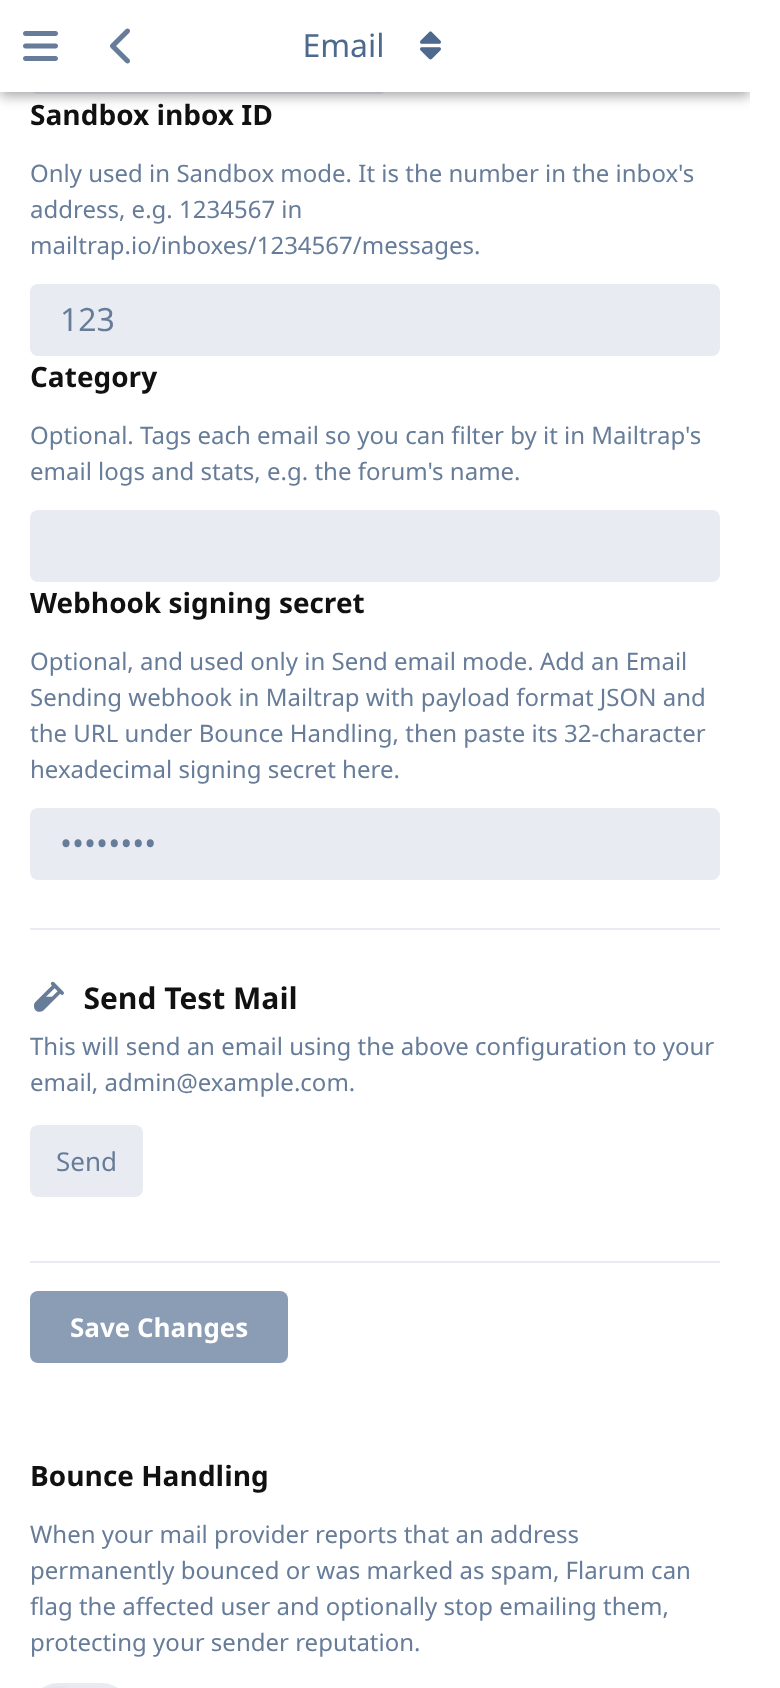 Email
Sandbox inbox ID
Only used in Sandbox mode. It is the number in the inbox's
address, e.g. 1234567 in
mailtrap.io/inboxes/1234567/messages.
123
Category
Optional. Tags each email so you can filter by it in Mailtrap's
email logs and stats, e.g. the forum's name.
Webhook signing secret
Optional, and used only in Send email mode. Add an Email
Sending webhook in Mailtrap with payload format JSON and
the URL under Bounce Handling, then paste its 32-character
hexadecimal signing secret here.
••••••••
Send Test Mail
This will send an email using the above configuration to your
email, admin@example.com.
Send
Save Changes
Bounce Handling
When your mail provider reports that an address
permanently bounced or was marked as spam, Flarum can
flag the affected user and optionally stop emailing them,
protecting your sender reputation.